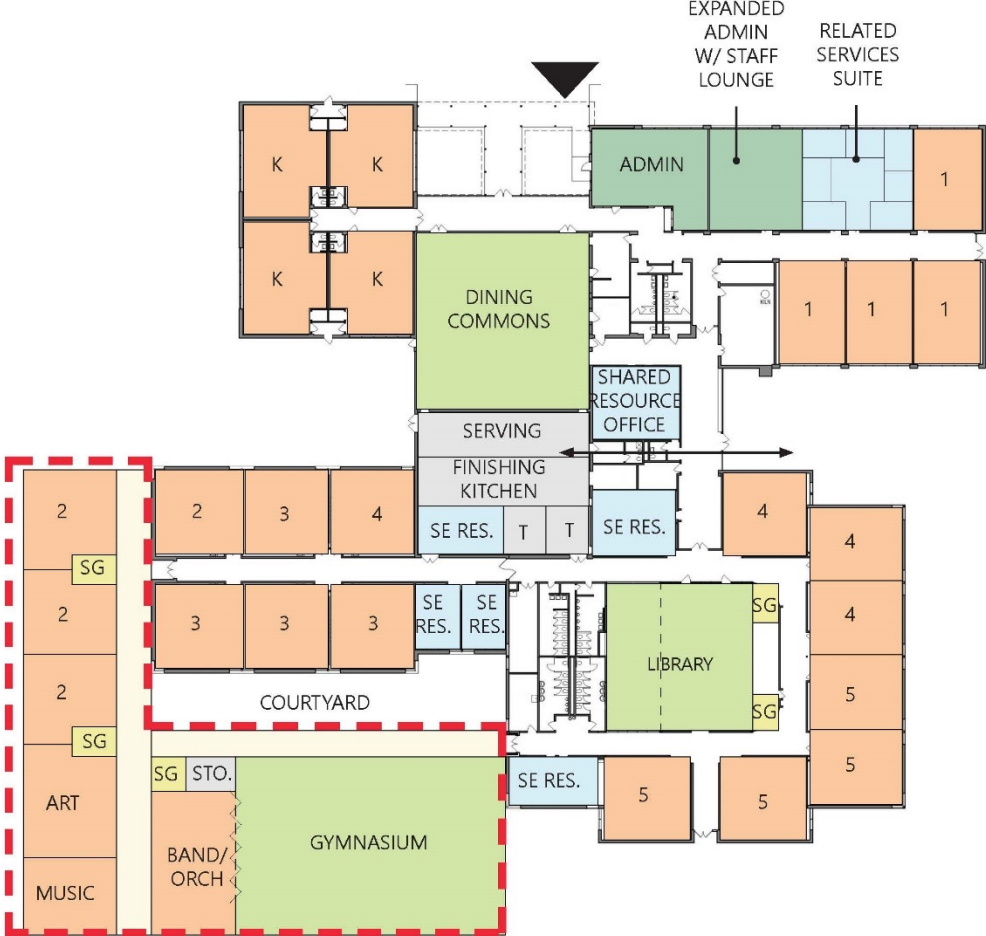 EXPANDED
ADMIN
W/ STAFF
LOUNGE
RELATED
SERVICES
SUITE
K
K
ADMIN
1
K
K
DINING
COMMONS
1
1
1
SHARED
RESOURCE
OFFICE
SERVING
FINISHING
KITCHEN
2
2
3
4
SE RES.
T
T
SE RES.
4
4
SG
2
3
3
3
SE
RES.
SE
RES.
SG
4
LIBRARY
2
COURTYARD
5
SG
SG
5
SG
STO.
SE RES.
5
5
ART
BAND/
ORCH
GYMNASIUM
MUSIC